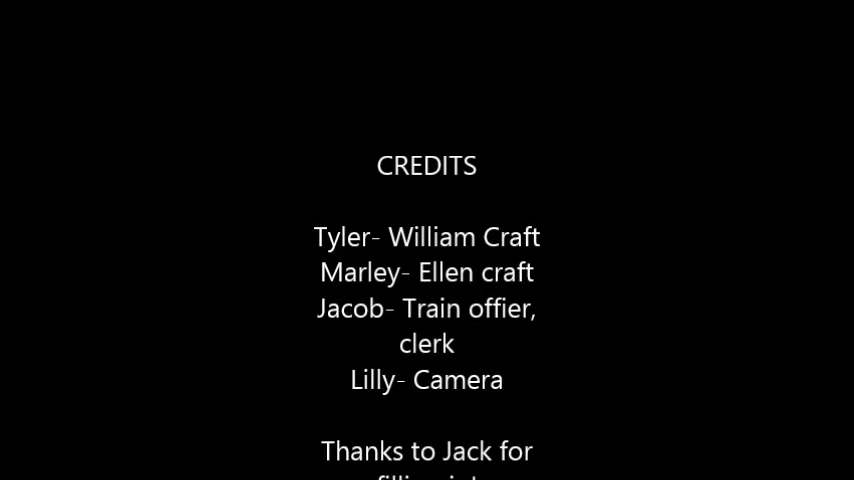 CREDITS
Tyler- William Craft
Marley- Ellen craft
Jacob- Train offier,
clerk
Lilly- Camera
Thanks to Jack for